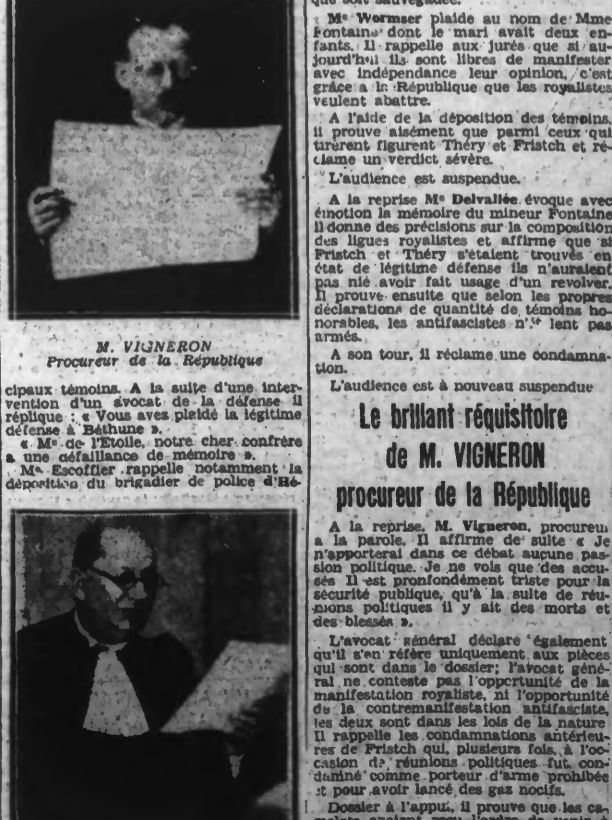 M. VIGNERON
Procureur de la République
cipaux témoins. A la suite d'une inter-
vention d'un avocat de la défense il
réplique : « Vous avez plaidé la légitime
défense à Béthune ».
« Me de l'Etoile, notre cher confrère
a une défaillance de mémoire ».
Me Escoffier rappelle notamment la
déposition du brigadier de police d'Hé-
que soit sauvegardée.
Me Wormser plaide au nom de Mme
Fontaine dont le mari avait deux en-
fants. Il rappelle aux jurés que si au-
jourd'hui ils sont libres de manifester
avec indépendance leur opinion, c'est
grâce a la République que les royalistes
veulent abattre.
A l'aide de la déposition des témoins,
il prouve aisément que parmi ceux qui
tirèrent figurent Théry et Fristch et ré-
clame un verdict sévère.
L'audience est suspendue.
A la reprise Me Delvallée évoque avec
émotion la mémoire du mineur Fontaine
Il donne des précisions sur la composition
des ligues royalistes et affirme que si
Fristch et Théry s'étaient trouvés en
état de légitime défense ils n'auraient
pas nié avoir fait usage d'un revolver.
Il prouve ensuite que selon les propres
déclarations de quantité de témoins ho-
norables, les antifascistes lent pas
armés.
A son tour, il réclame une condamna-
tion.
L'audience est à nouveau suspendue
Le brillant réquisitoire
de M. VIGNERON
procureur de la République
A la reprise, M. Vigneron, procureur
a la parole. Il affirme de suite « Je
n'apporterai dans ce débat aucune pas-
sion politique. Je ne vois que des accu-
sés Il est pronfondément triste pour la
sécurité publique, qu'à la suite de réu-
nions politiques il y ait des morts et
des blessés ».
L'avocat général déclare également
qu'il s'en réfère uniquement aux pièces
qui sont dans le dossier; l'avocat géné-
ral ne conteste pas l'opportunité de la
manifestation royaliste, ni l'opportunité
de la contremanifestation antifasciste,
les deux sont dans les lois de la nature
Il rappelle les condamnations antérieu-
res de Fristch qui, plusieurs fois, à l'oc-
casion de réunions politiques fut con-
damné comme porteur d'arme prohibée
et pour avoir lancé des gaz nocifs.
Dossier à l'appui, il prouve que les ca-